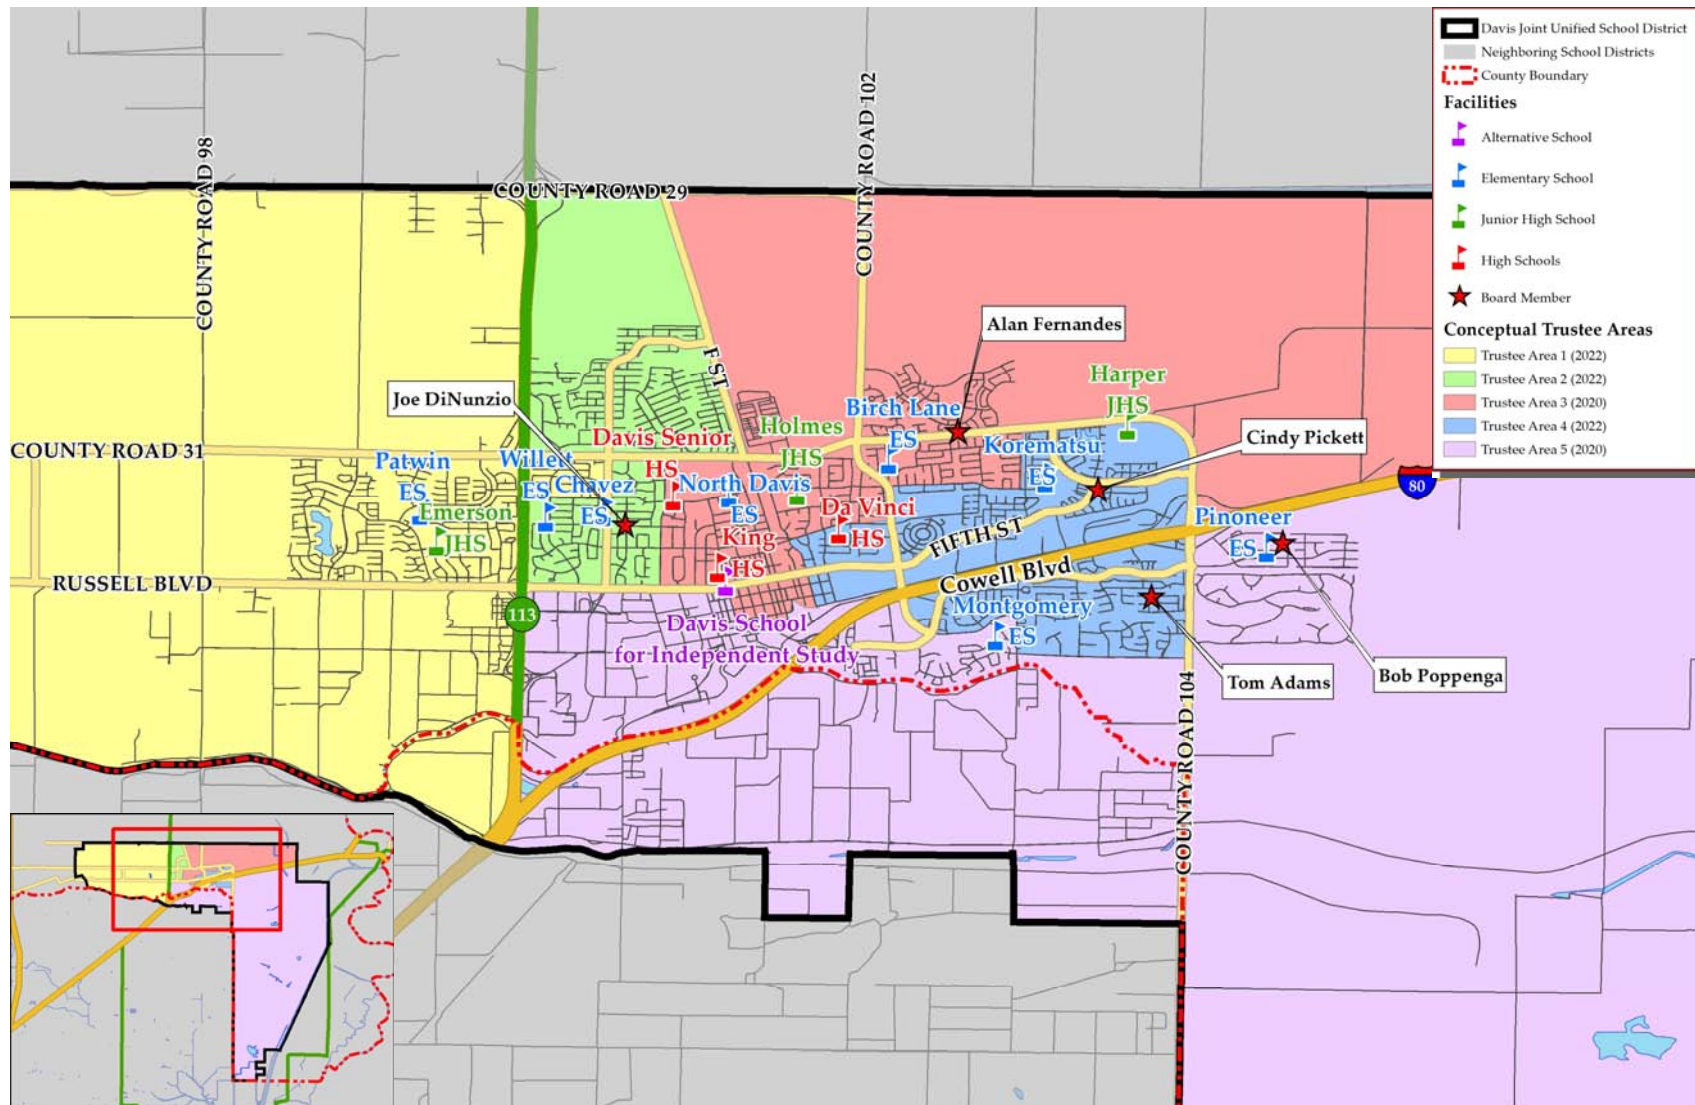 Davis Joint Unified School District
Neighboring School Districts
County Boundary
Facilities
Alternative School
Elementary School
Junior High School
High Schools
Board Member
Conceptual Trustee Areas
Trustee Area 1 (2022)
Trustee Area 2 (2022)
Trustee Area 3 (2020)
Trustee Area 4 (2022)
Trustee Area 5 (2020)
COUNTY ROAD 98
COUNTY ROAD 29
COUNTY ROAD 102
Alan Fernandes
F ST
Joe DiNunzio
Harper
JHS
Birch Lane
ES
Holmes
JHS
Davis Senior
HS
Cindy Pickett
Korematsu
ES
COUNTY ROAD 31
Patwin
ES
Willett
ES
Chavez
ES
North Davis
ES
80
Emerson
JHS
Da Vinci
HS
Pinoneer
ES
King
HS
FIFTH ST
Cowell Blvd
RUSSELL BLVD
113
Montgomery
ES
Davis School
for Independent Study
Tom Adams
Bob Poppenga
COUNTY ROAD 104